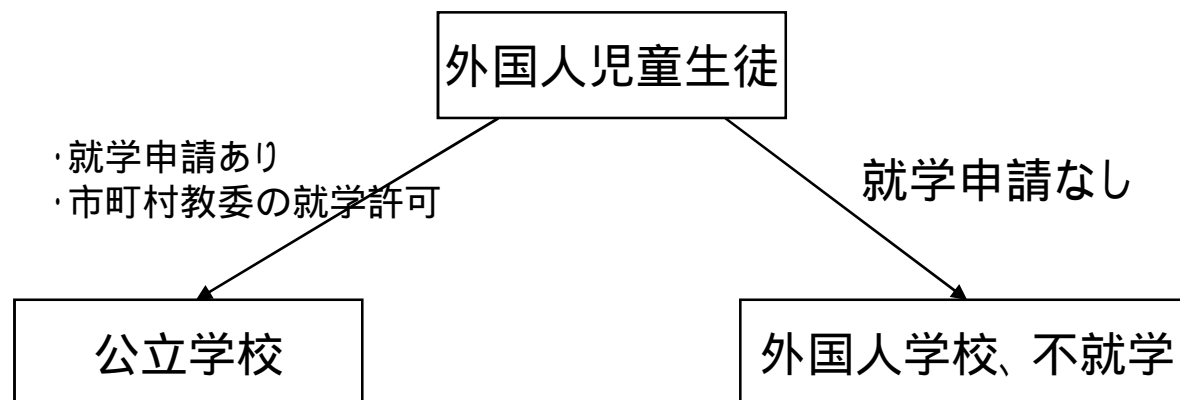 外国人児童生徒
・就学申請あり
・市町村教委の就学許可
就学申請なし
公立学校
外国人学校、不就学